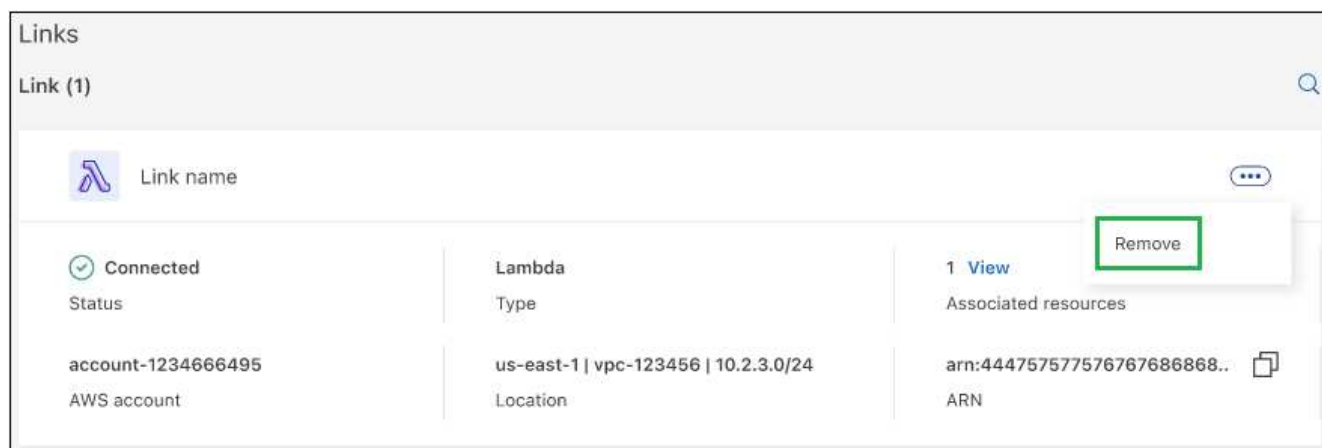 Links
Link (1)
Link name
Remove
Connected
Status
Lambda
Type
1 View
Associated resources
account-1234666495
AWS account
us-east-1 | vpc-123456 | 10.2.3.0/24
Location
arn:444757577576767686868..
ARN